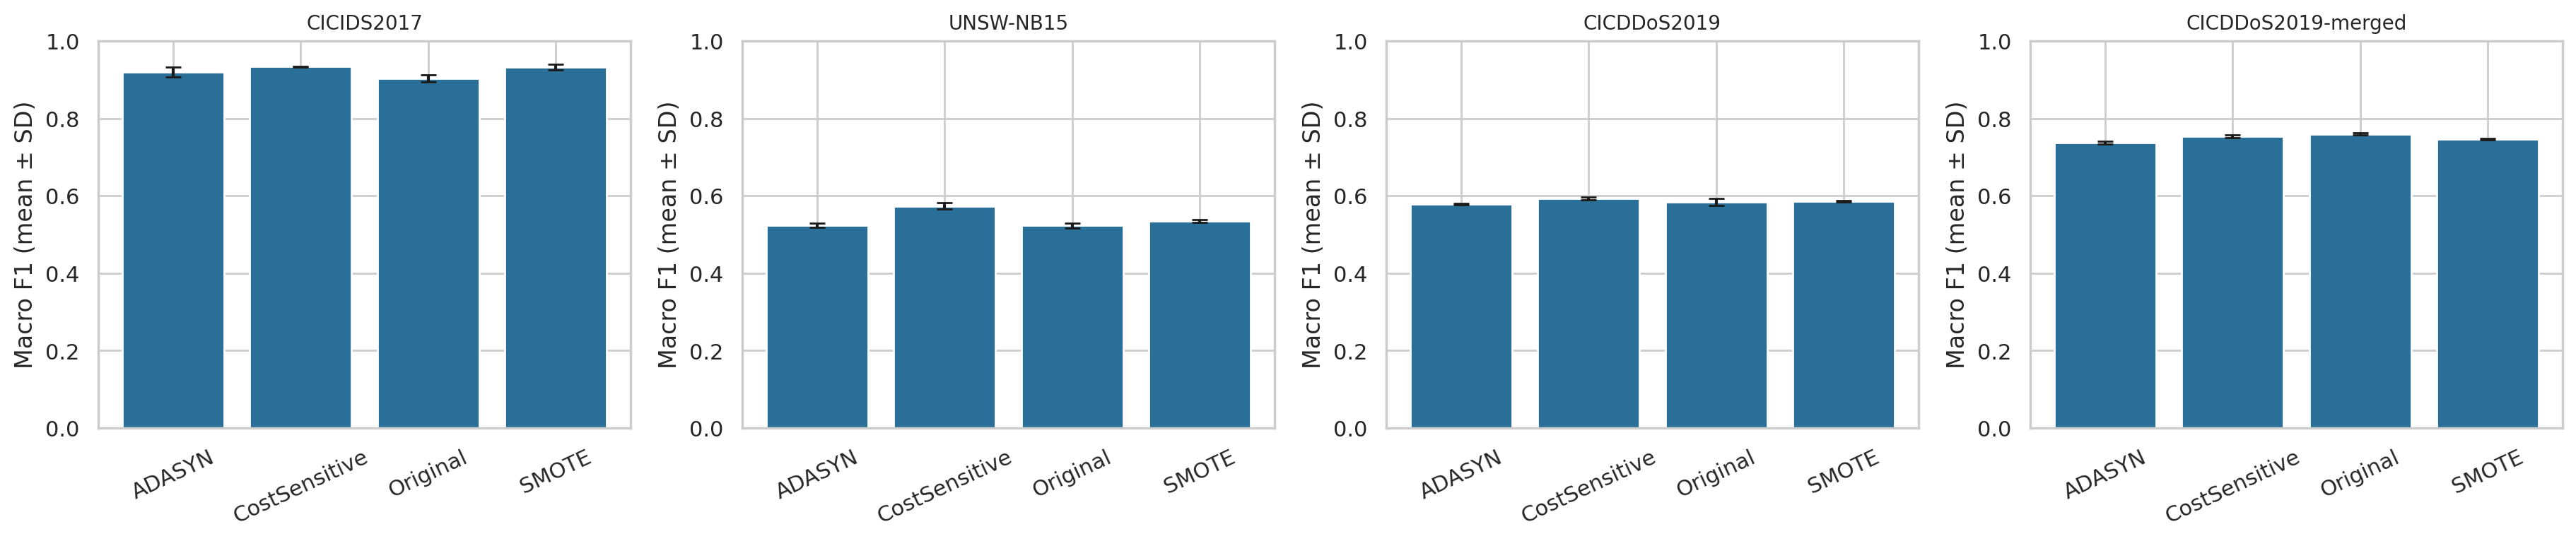 CICIDS2017
Macro F1 (mean ± SD)
1.0
0.8
0.6
0.4
0.2
0.0
ADASYN
CostSensitive
Original
SMOTE
UNSW-NB15
Macro F1 (mean ± SD)
1.0
0.8
0.6
0.4
0.2
0.0
ADASYN
CostSensitive
Original
SMOTE
CICDDoS2019
Macro F1 (mean ± SD)
1.0
0.8
0.6
0.4
0.2
0.0
ADASYN
CostSensitive
Original
SMOTE
CICDDoS2019-merged
Macro F1 (mean ± SD)
1.0
0.8
0.6
0.4
0.2
0.0
ADASYN
CostSensitive
Original
SMOTE